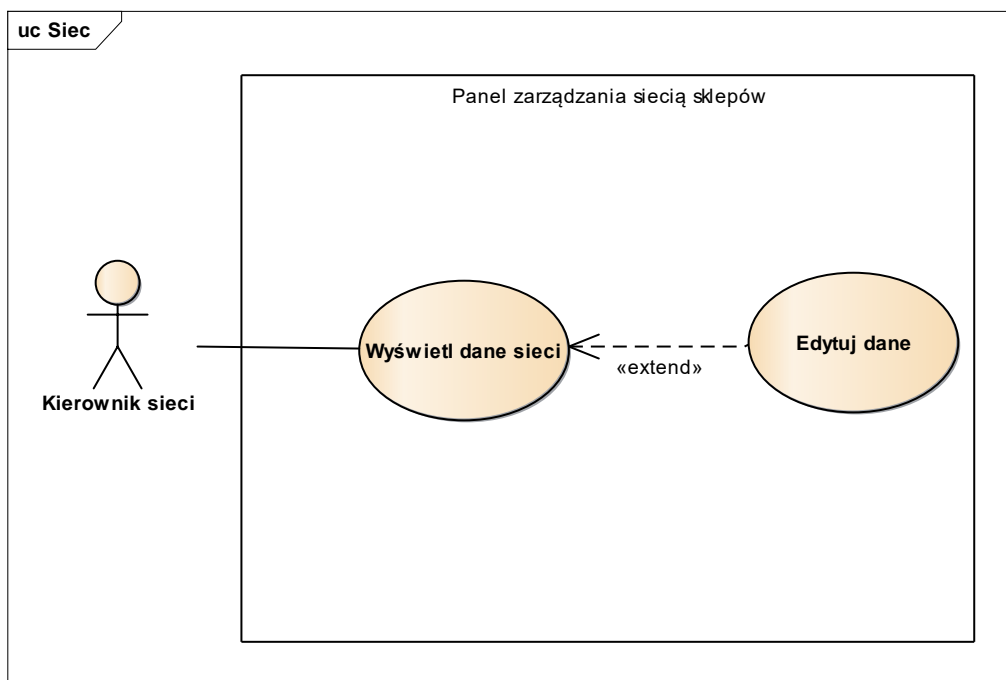 uc Siec
Panel zarządzania siecią sklepów
Wyświetl dane sieci
Edytuj dane
«extend»
Kierownik sieci